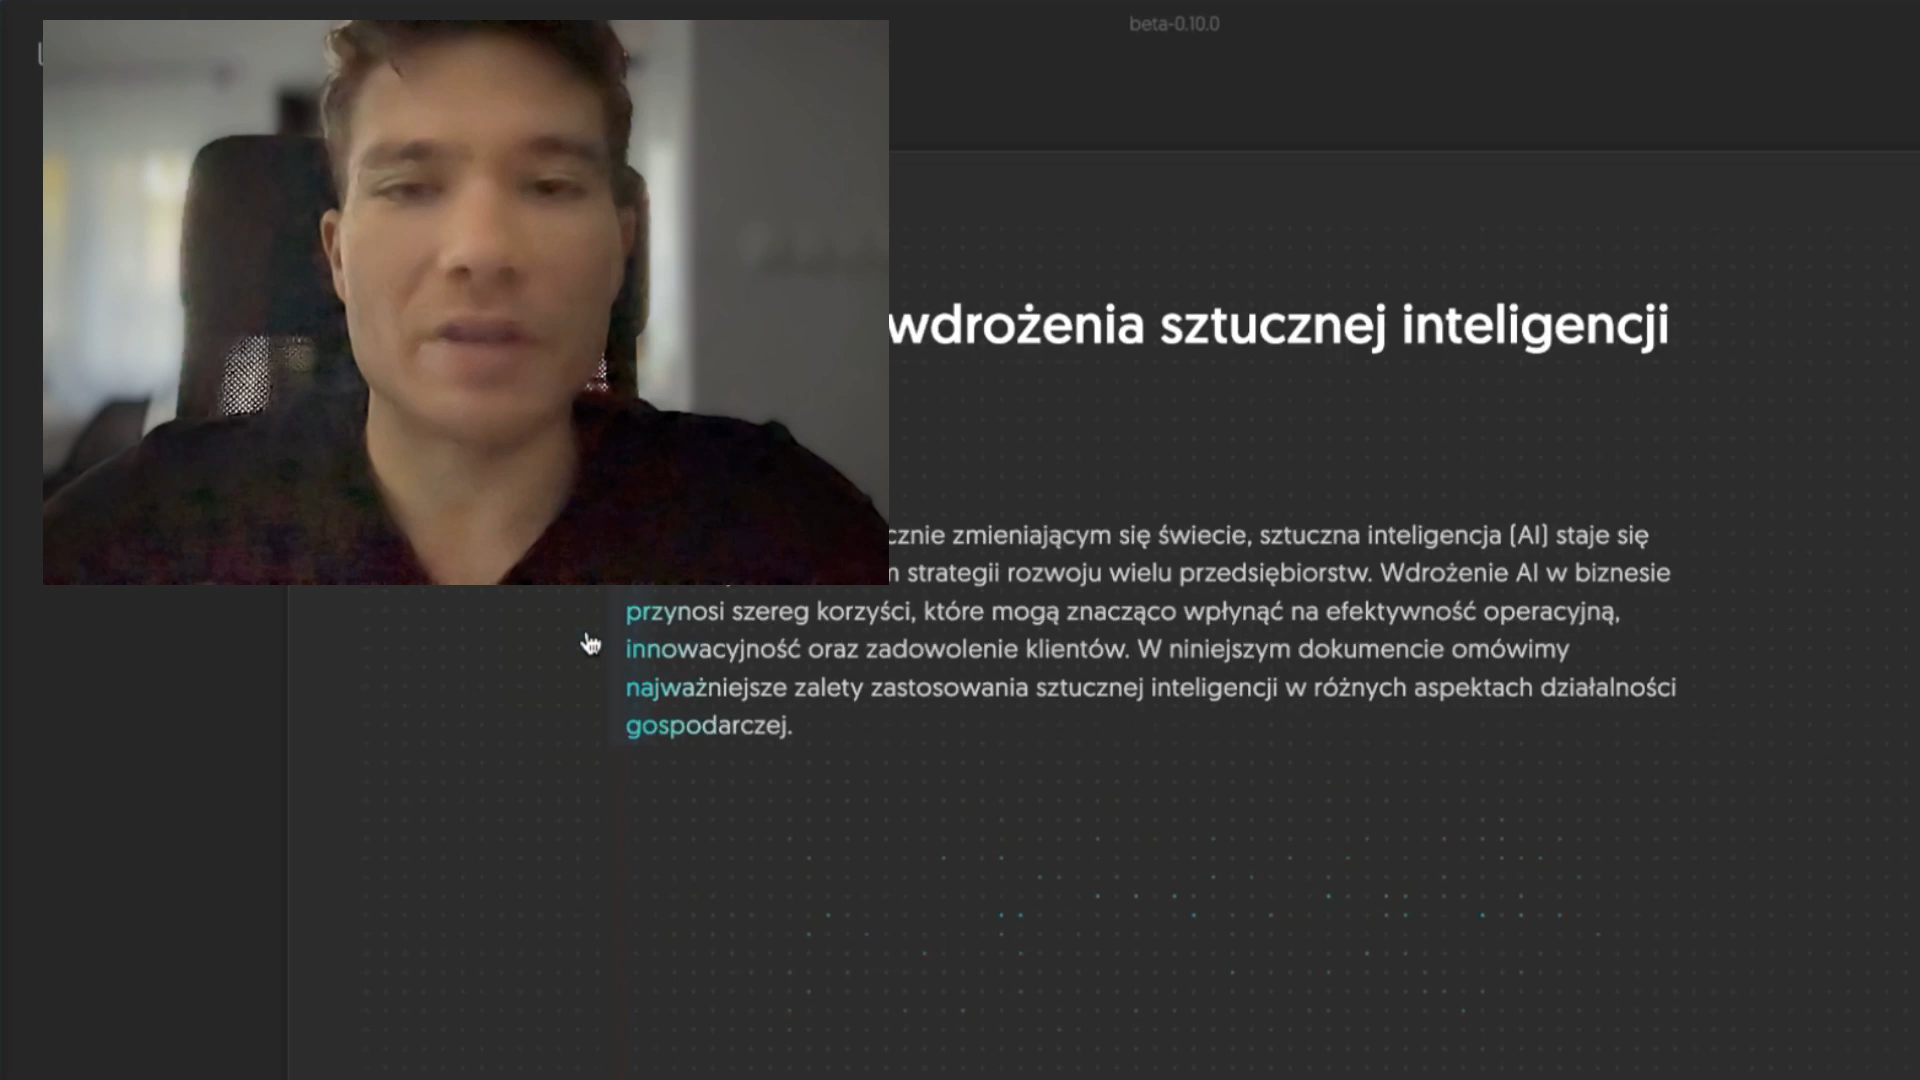 beta-0.10.0
wdrożenia sztucznej inteligencji
cznie zmieniającym się świecie, sztuczna inteligencja (AI) staje się
strategii rozwoju wielu przedsiębiorstw. Wdrożenie AI w biznesie
przynosi szereg korzyści, które mogą znacząco wpłynąć na efektywność operacyjną,
innowacyjność oraz zadowolenie klientów. W niniejszym dokumencie omówimy
najważniejsze zalety zastosowania sztucznej inteligencji w różnych aspektach działalności
gospodarczej.